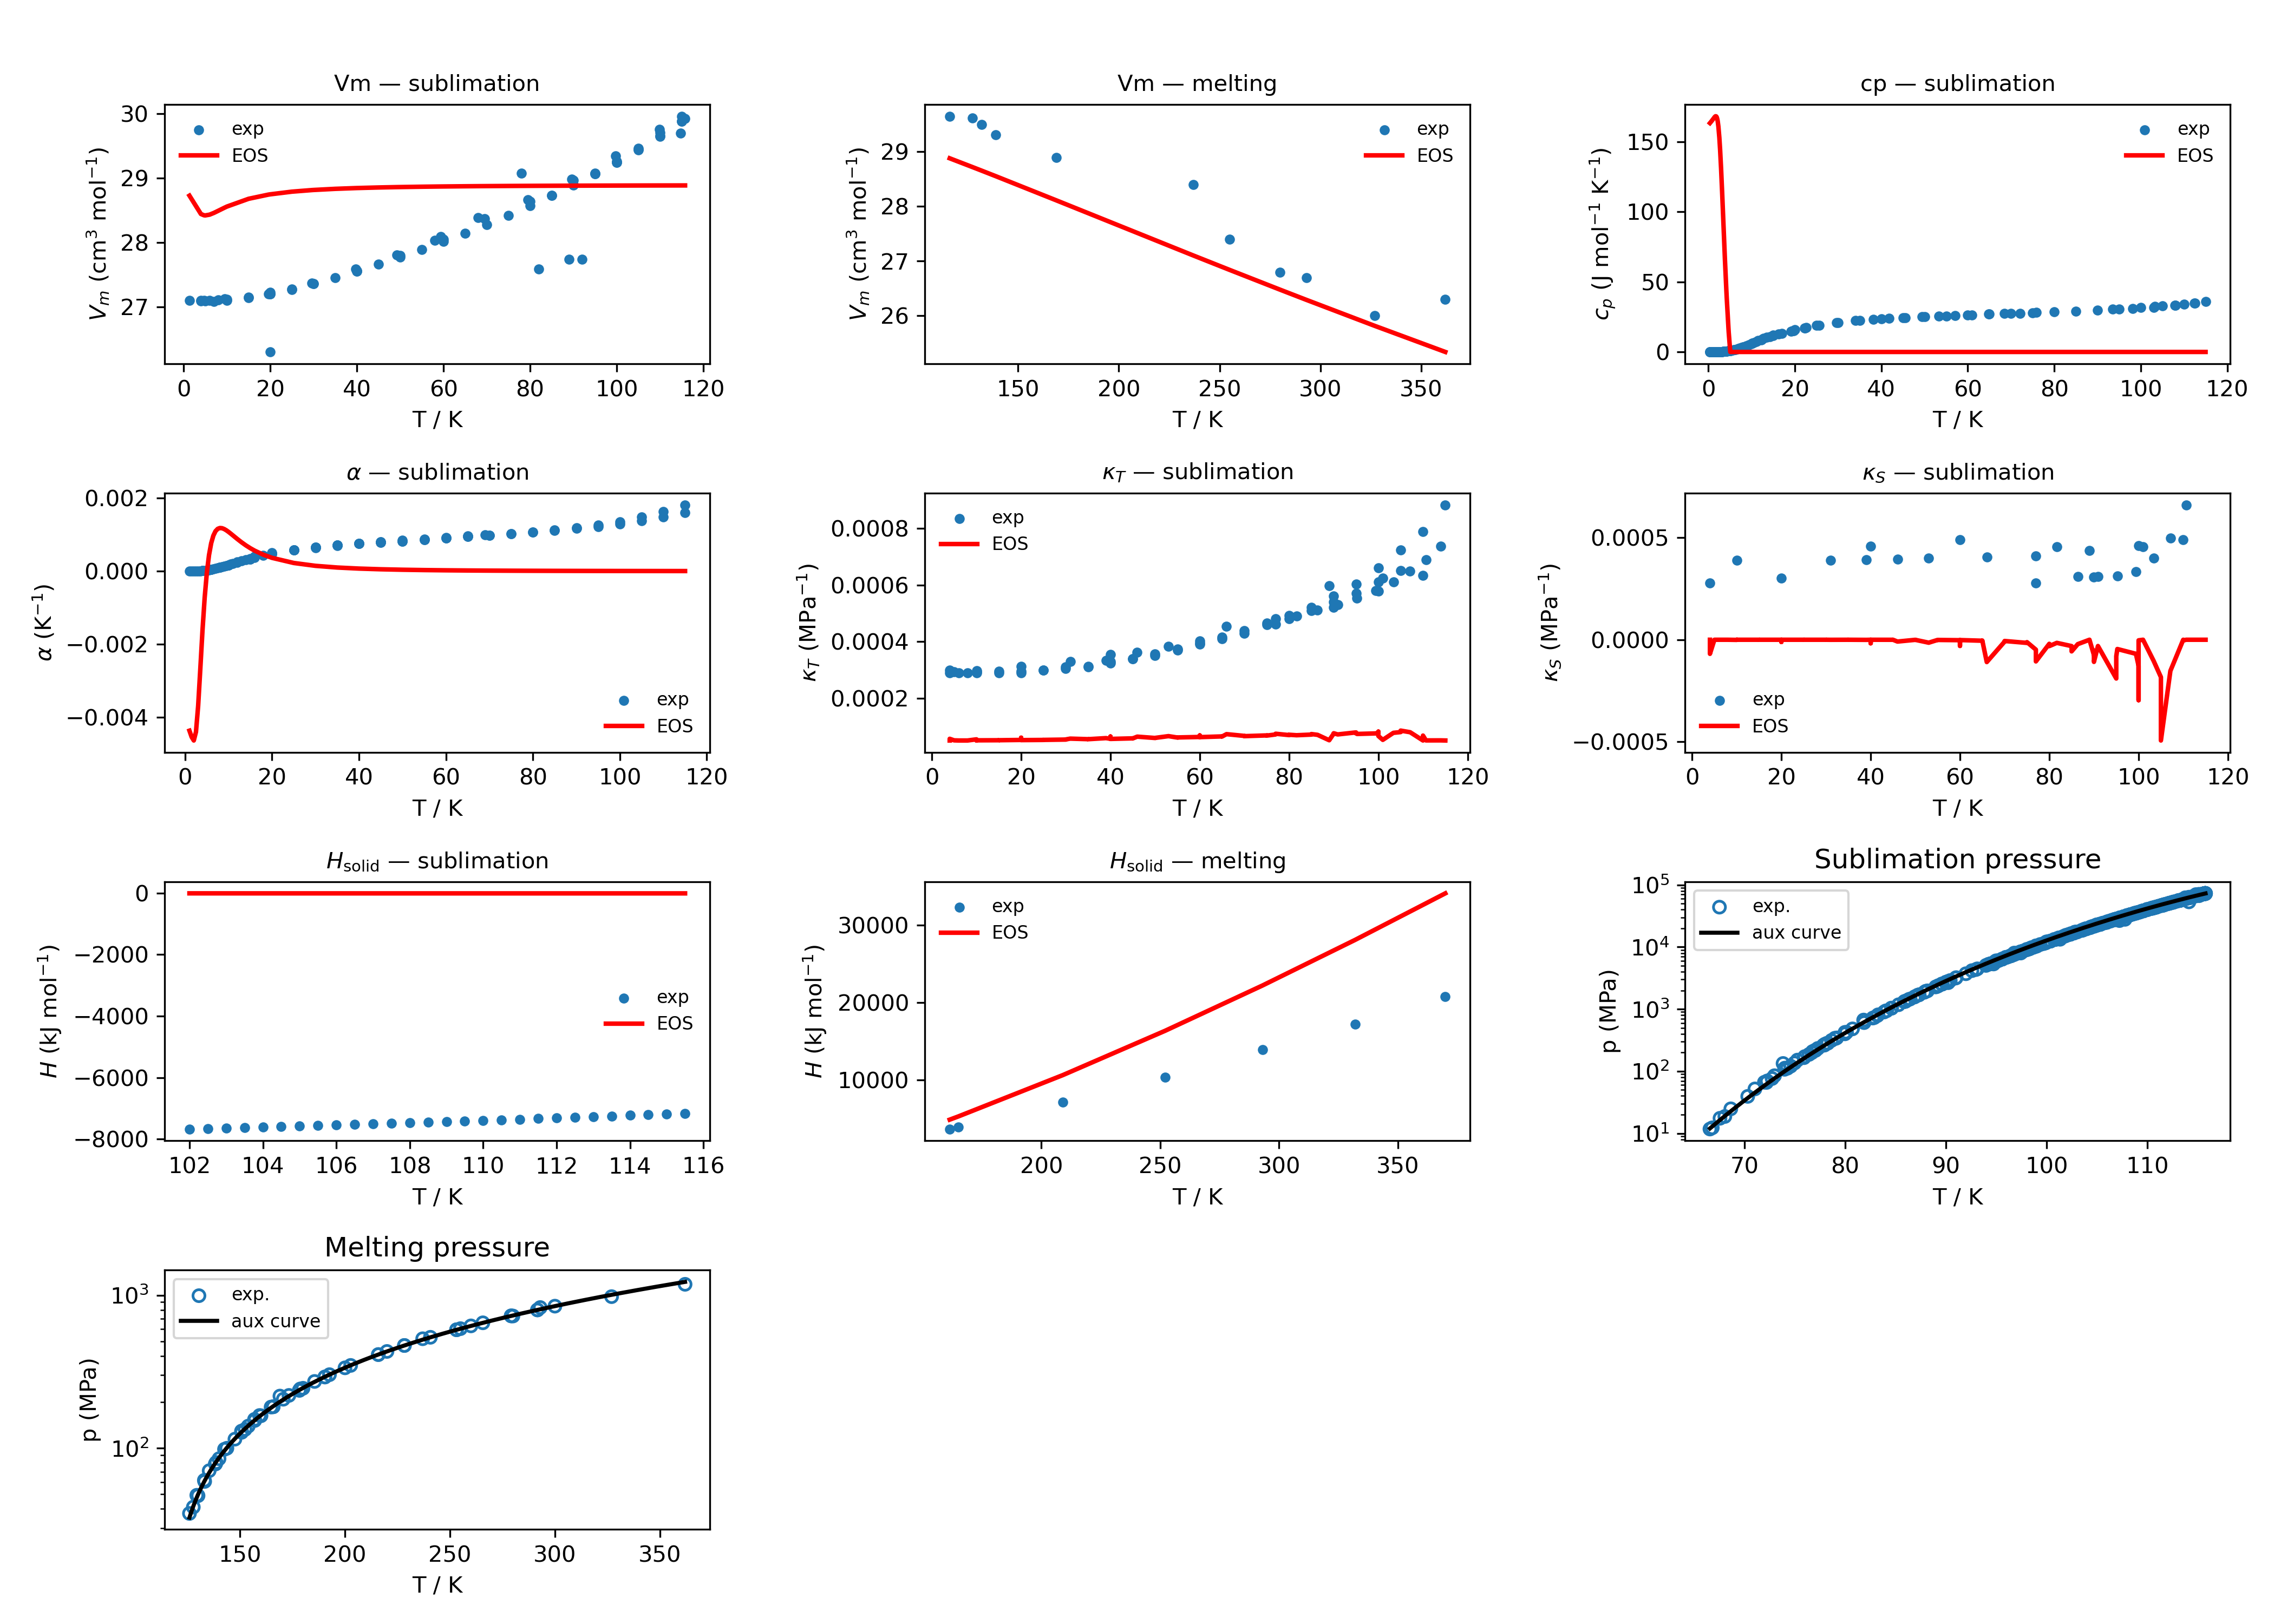 Vm — sublimation
30
29
28
27
V_m (cm³ mol⁻¹)
exp
EOS
0 20 40 60 80 100 120
T / K
Vm — melting
29
28
27
26
V_m (cm³ mol⁻¹)
exp
EOS
150 200 250 300 350
T / K
cp — sublimation
150
100
50
0
c_p (J mol⁻¹ K⁻¹)
exp
EOS
0 20 40 60 80 100 120
T / K
α — sublimation
0.002
0.000
−0.002
−0.004
α (K⁻¹)
exp
EOS
0 20 40 60 80 100 120
T / K
κ_T — sublimation
0.0008
0.0006
0.0004
0.0002
κ_T (MPa⁻¹)
exp
EOS
0 20 40 60 80 100 120
T / K
κ_S — sublimation
0.0005
0.0000
−0.0005
κ_S (MPa⁻¹)
exp
EOS
0 20 40 60 80 100 120
T / K
H_solid — sublimation
0
−2000
−4000
−6000
−8000
H (kJ mol⁻¹)
exp
EOS
102 104 106 108 110 112 114 116
T / K
H_solid — melting
30000
20000
10000
H (kJ mol⁻¹)
exp
EOS
200 250 300 350
T / K
Sublimation pressure
10⁵
10⁴
10³
10²
10¹
p (MPa)
exp.
aux curve
70 80 90 100 110
T / K
Melting pressure
10³
10²
p (MPa)
exp.
aux curve
150 200 250 300 350
T / K